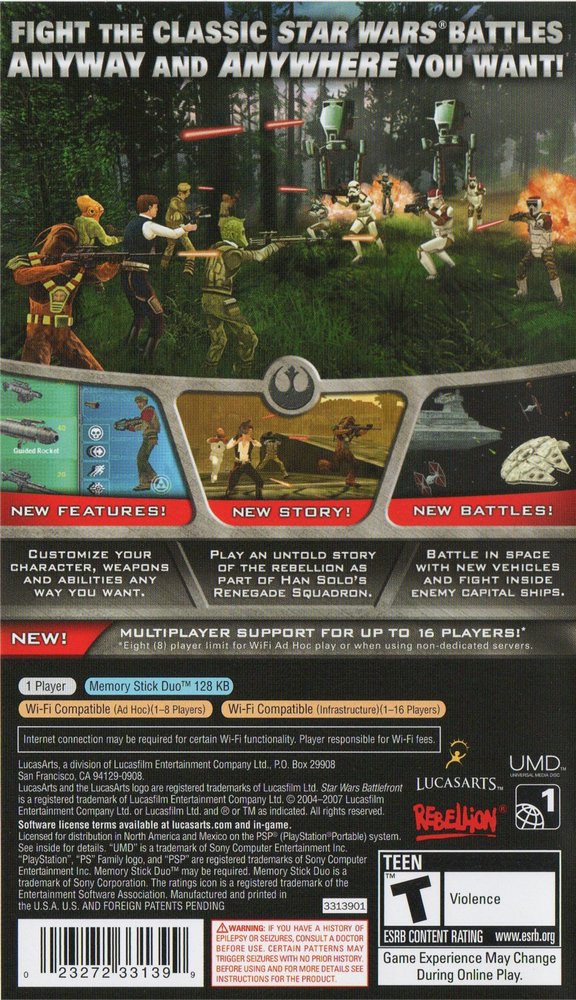 FIGHT THE CLASSIC STAR WARS® BATTLES
ANYWAY AND ANYWHERE YOU WANT!
40
Guided Rocket
20
NEW FEATURES!
NEW STORY!
NEW BATTLES!
CUSTOMIZE YOUR
CHARACTER, WEAPONS
AND ABILITIES ANY
WAY YOU WANT.
PLAY AN UNTOLD STORY
OF THE REBELLION AS
PART OF HAN SOLO'S
RENEGADE SQUADRON.
BATTLE IN SPACE
WITH NEW VEHICLES
AND FIGHT INSIDE
ENEMY CAPITAL SHIPS.
NEW!
MULTIPLAYER SUPPORT FOR UP TO 16 PLAYERS!*
*Eight (8) player limit for WiFi Ad Hoc play or when using non-dedicated servers.
1 Player
Memory Stick Duo™ 128 KB
Wi-Fi Compatible (Ad Hoc)(1-8 Players)
Wi-Fi Compatible (Infrastructure)(1-16 Players)
Internet connection may be required for certain Wi-Fi functionality. Player responsible for Wi-Fi fees.
LucasArts, a division of Lucasfilm Entertainment Company Ltd., P.O. Box 29908
San Francisco, CA 94129-0908.
LucasArts and the LucasArts logo are registered trademarks of Lucasfilm Ltd. Star Wars Battlefront
is a registered trademark of Lucasfilm Entertainment Company Ltd. © 2004–2007 Lucasfilm
Entertainment Company Ltd. or Lucasfilm Ltd. and ® or TM as indicated. All rights reserved.
Software license terms available at lucasarts.com and in-game.
Licensed for distribution in North America and Mexico on the PSP® (PlayStation®Portable) system.
See inside for details. "UMD" is a trademark of Sony Computer Entertainment Inc.
"PlayStation", "PS" Family logo, and "PSP" are registered trademarks of Sony Computer
Entertainment Inc. Memory Stick Duo™ may be required. Memory Stick Duo is a
trademark of Sony Corporation. The ratings icon is a registered trademark of the
Entertainment Software Association. Manufactured and printed in
the U.S.A. U.S. AND FOREIGN PATENTS PENDING
3313901
LUCASARTS™
REBELLION®
UMD™
UNIVERSAL MEDIA DISC
1
TEEN
T
™
Violence
ESRB CONTENT RATING www.esrb.org
Game Experience May Change
During Online Play.
0 23272 33139 9
WARNING: IF YOU HAVE A HISTORY OF
EPILEPSY OR SEIZURES, CONSULT A DOCTOR
BEFORE USE. CERTAIN PATTERNS MAY
TRIGGER SEIZURES WITH NO PRIOR HISTORY.
BEFORE USING AND FOR MORE DETAILS SEE
INSTRUCTIONS FOR THE PRODUCT.